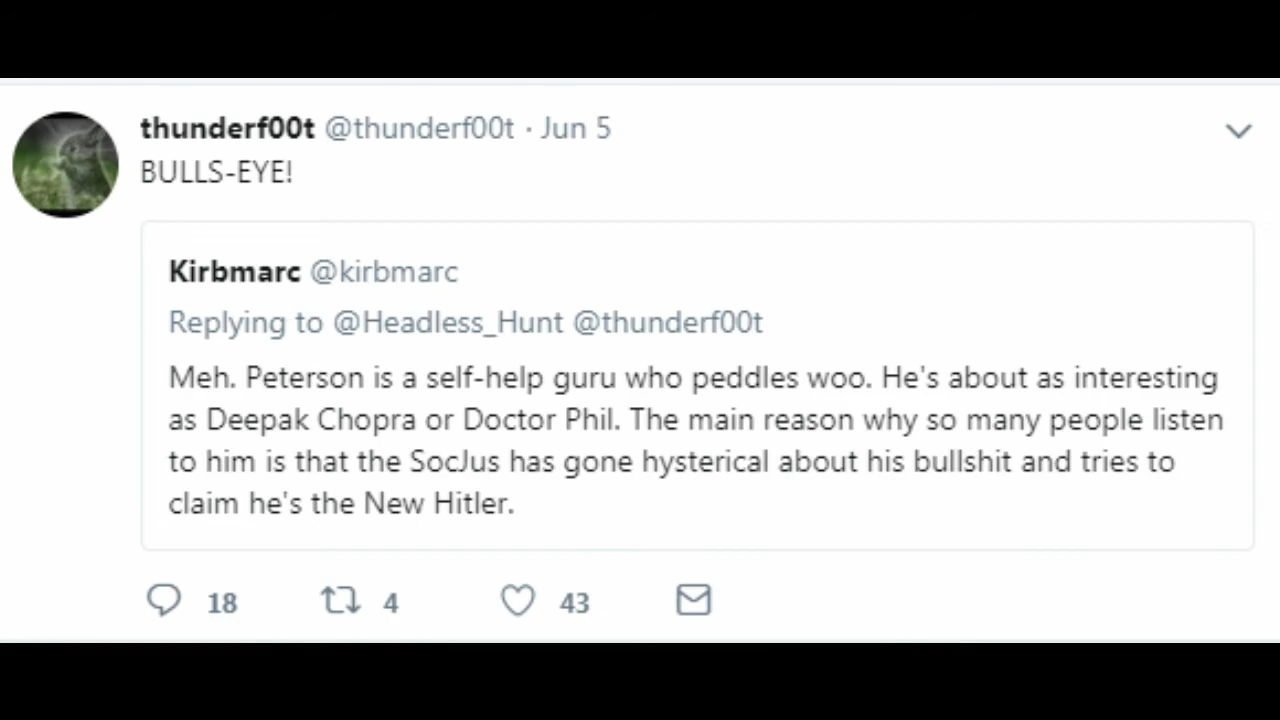 thunderf00t @thunderf00t · Jun 5
BULLS-EYE!
Kirbmarc @kirbmarc
Replying to @Headless_Hunt @thunderf00t
Meh. Peterson is a self-help guru who peddles woo. He's about as interesting
as Deepak Chopra or Doctor Phil. The main reason why so many people listen
to him is that the SocJus has gone hysterical about his bullshit and tries to
claim he's the New Hitler.
18 4 43